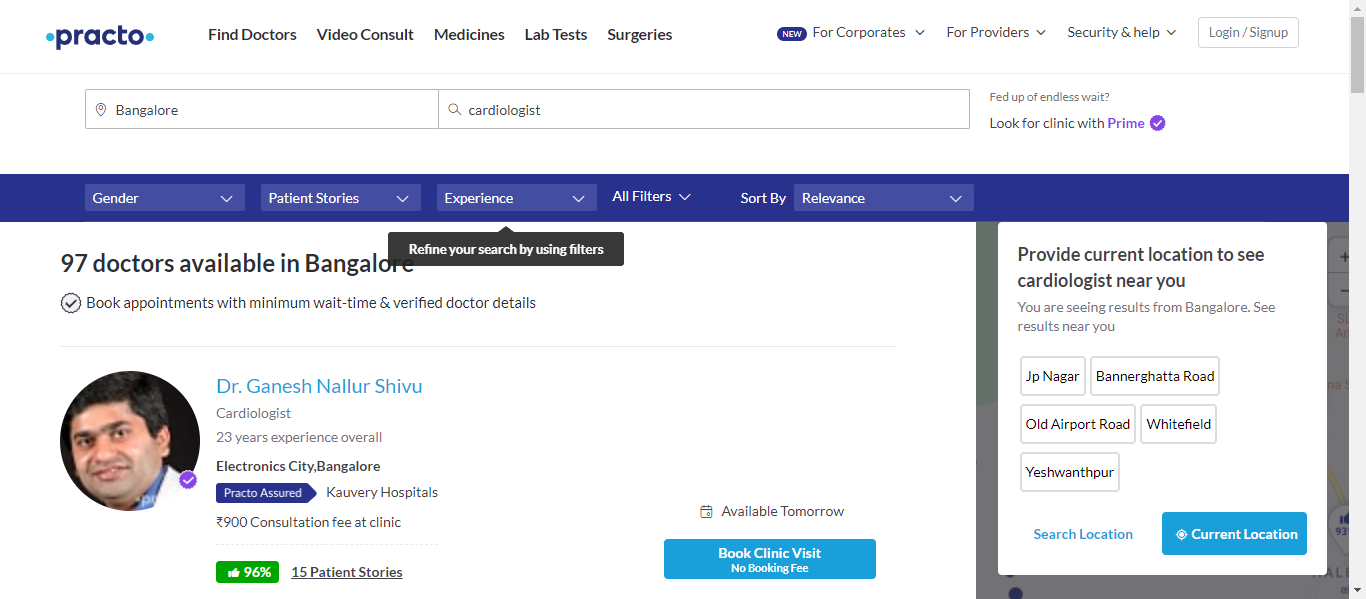 practo
Find Doctors
Video Consult
Medicines
Lab Tests
Surgeries
NEW For Corporates
For Providers
Security & help
Login / Signup
Bangalore
cardiologist
Fed up of endless wait?
Look for clinic with Prime
Gender
Patient Stories
Experience
All Filters
Sort By
Relevance
Refine your search by using filters
97 doctors available in Bangalore
Book appointments with minimum wait-time & verified doctor details
Dr. Ganesh Nallur Shivu
Cardiologist
23 years experience overall
Electronics City,Bangalore
Practo Assured Kauvery Hospitals
₹900 Consultation fee at clinic
96% 15 Patient Stories
Available Tomorrow
Book Clinic Visit
No Booking Fee
Provide current location to see
cardiologist near you
You are seeing results from Bangalore. See
results near you
Jp Nagar
Bannerghatta Road
Old Airport Road
Whitefield
Yeshwanthpur
Search Location
Current Location